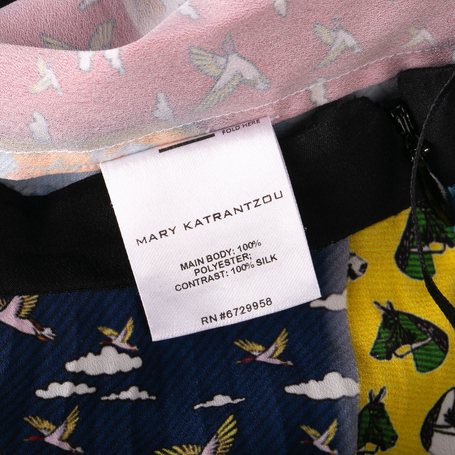 FOLD HERE
MARY KATRANTZOU
MAIN BODY: 100%
POLYESTER;
CONTRAST: 100% SILK
RN #6729958